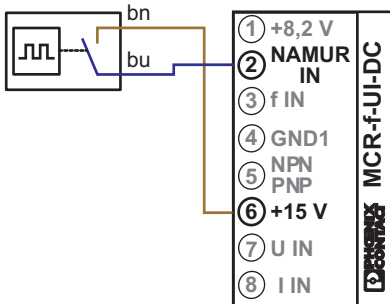 bn
bu
1 +8,2 V
2 NAMUR
IN
3 f IN
4 GND1
5 NPN
PNP
6 +15 V
7 U IN
8 I IN
MCR-f-UI-DC
PHOENIX
CONTACT